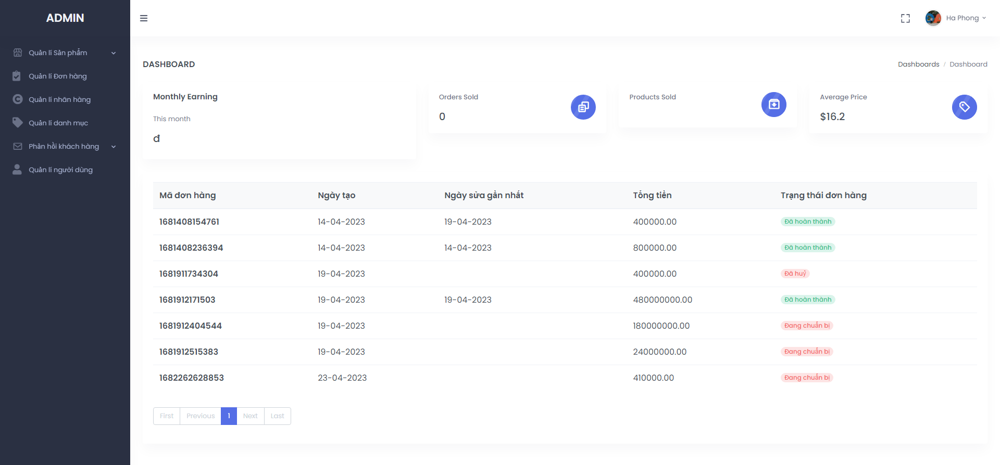 ADMIN
Quản lí Sản phẩm
Quản lí Đơn hàng
Quản lí nhãn hàng
Quản lí danh mục
Phản hồi khách hàng
Quản lí người dùng
Ha Phong
DASHBOARD
Dashboards / Dashboard
Monthly Earning
This month
đ
Orders Sold
0
Products Sold
Average Price
$16.2
Mã đơn hàng Ngày tạo Ngày sửa gần nhất Tổng tiền Trạng thái đơn hàng
1681408154761 14-04-2023 19-04-2023 400000.00 Đã hoàn thành
1681408236394 14-04-2023 14-04-2023 800000.00 Đã hoàn thành
1681911734304 19-04-2023 400000.00 Đã huỷ
1681912171503 19-04-2023 19-04-2023 480000000.00 Đã hoàn thành
1681912404544 19-04-2023 180000000.00 Đang chuẩn bị
1681912515383 19-04-2023 24000000.00 Đang chuẩn bị
1682262628853 23-04-2023 410000.00 Đang chuẩn bị
First Previous 1 Next Last